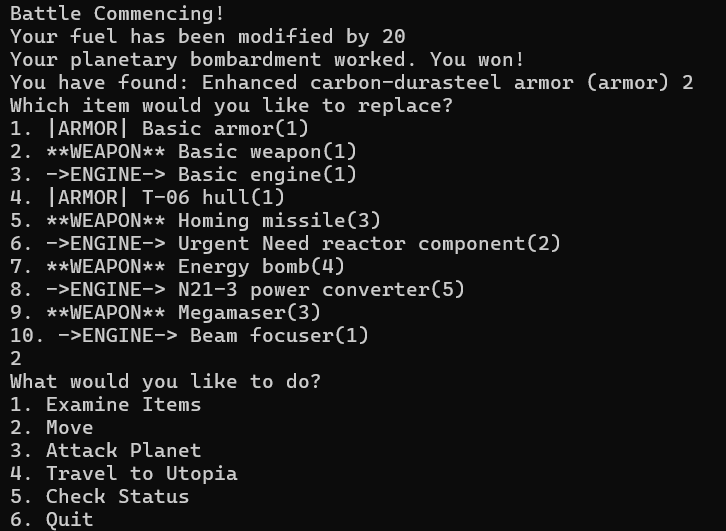 Battle Commencing!
Your fuel has been modified by 20
Your planetary bombardment worked. You won!
You have found: Enhanced carbon-durasteel armor (armor) 2
Which item would you like to replace?
1. |ARMOR| Basic armor(1)
2. **WEAPON** Basic weapon(1)
3. ->ENGINE-> Basic engine(1)
4. |ARMOR| T-06 hull(1)
5. **WEAPON** Homing missile(3)
6. ->ENGINE-> Urgent Need reactor component(2)
7. **WEAPON** Energy bomb(4)
8. ->ENGINE-> N21-3 power converter(5)
9. **WEAPON** Megamaser(3)
10. ->ENGINE-> Beam focuser(1)
2
What would you like to do?
1. Examine Items
2. Move
3. Attack Planet
4. Travel to Utopia
5. Check Status
6. Quit